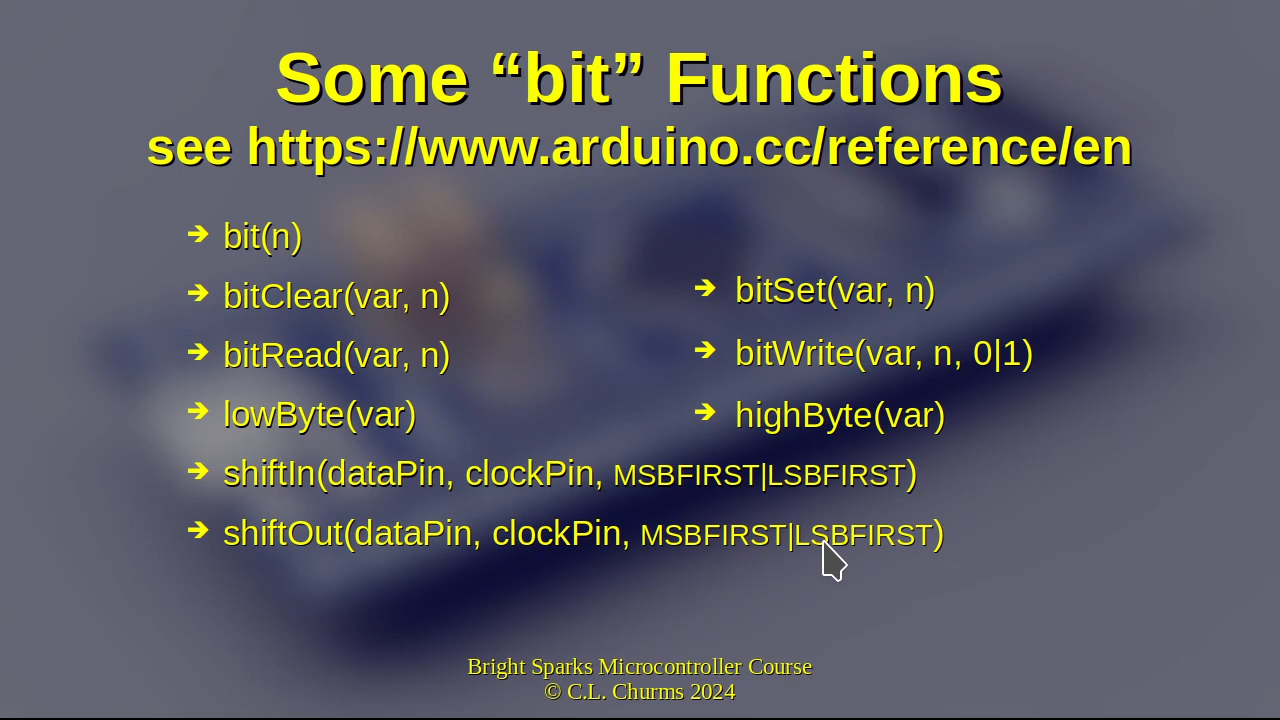 Some “bit” Functions
see https://www.arduino.cc/reference/en
➔ bit(n)
➔ bitClear(var, n)
➔ bitRead(var, n)
➔ lowByte(var)
➔ bitSet(var, n)
➔ bitWrite(var, n, 0|1)
➔ highByte(var)
➔ shiftIn(dataPin, clockPin, MSBFIRST|LSBFIRST)
➔ shiftOut(dataPin, clockPin, MSBFIRST|LSBFIRST)
Bright Sparks Microcontroller Course
© C.L. Churms 2024